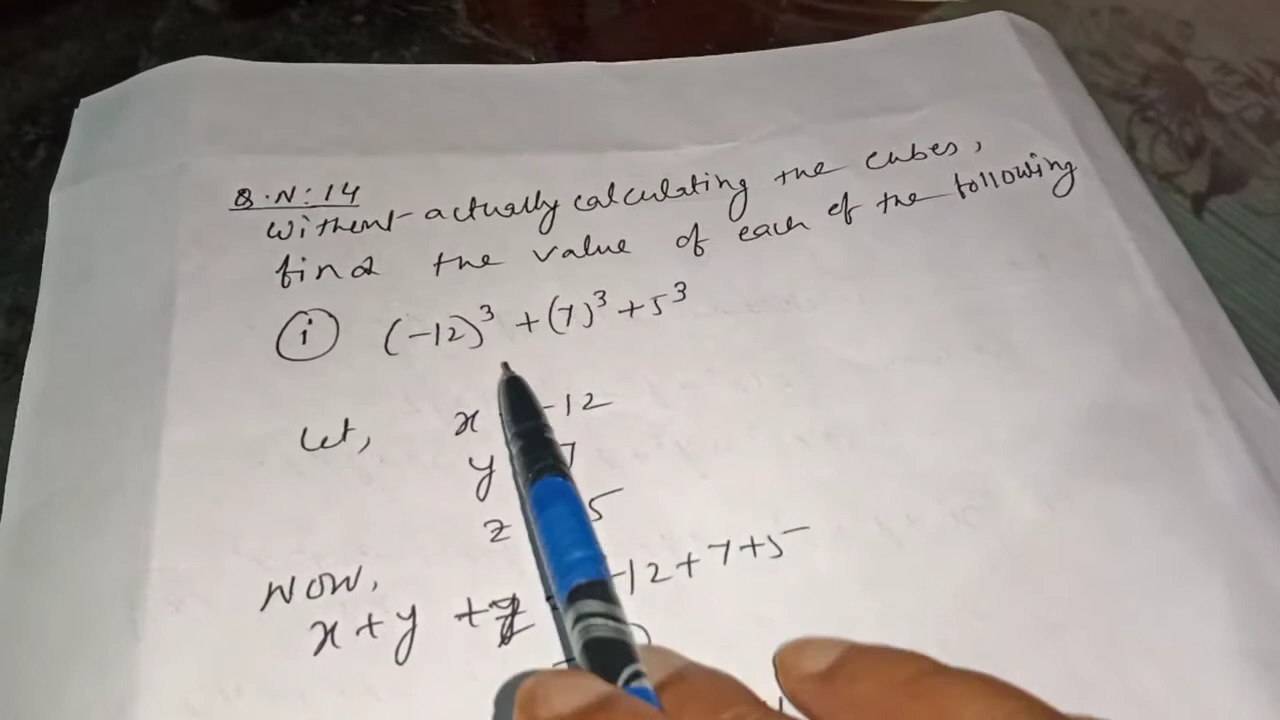 Q.N:14
Without actually calculating the cubes,
find the value of each of the following
(i) (-12)³ + (7)³ + 5³
Let, x -12
y 7
z 5
Now,
x + y + z -12 + 7 + 5